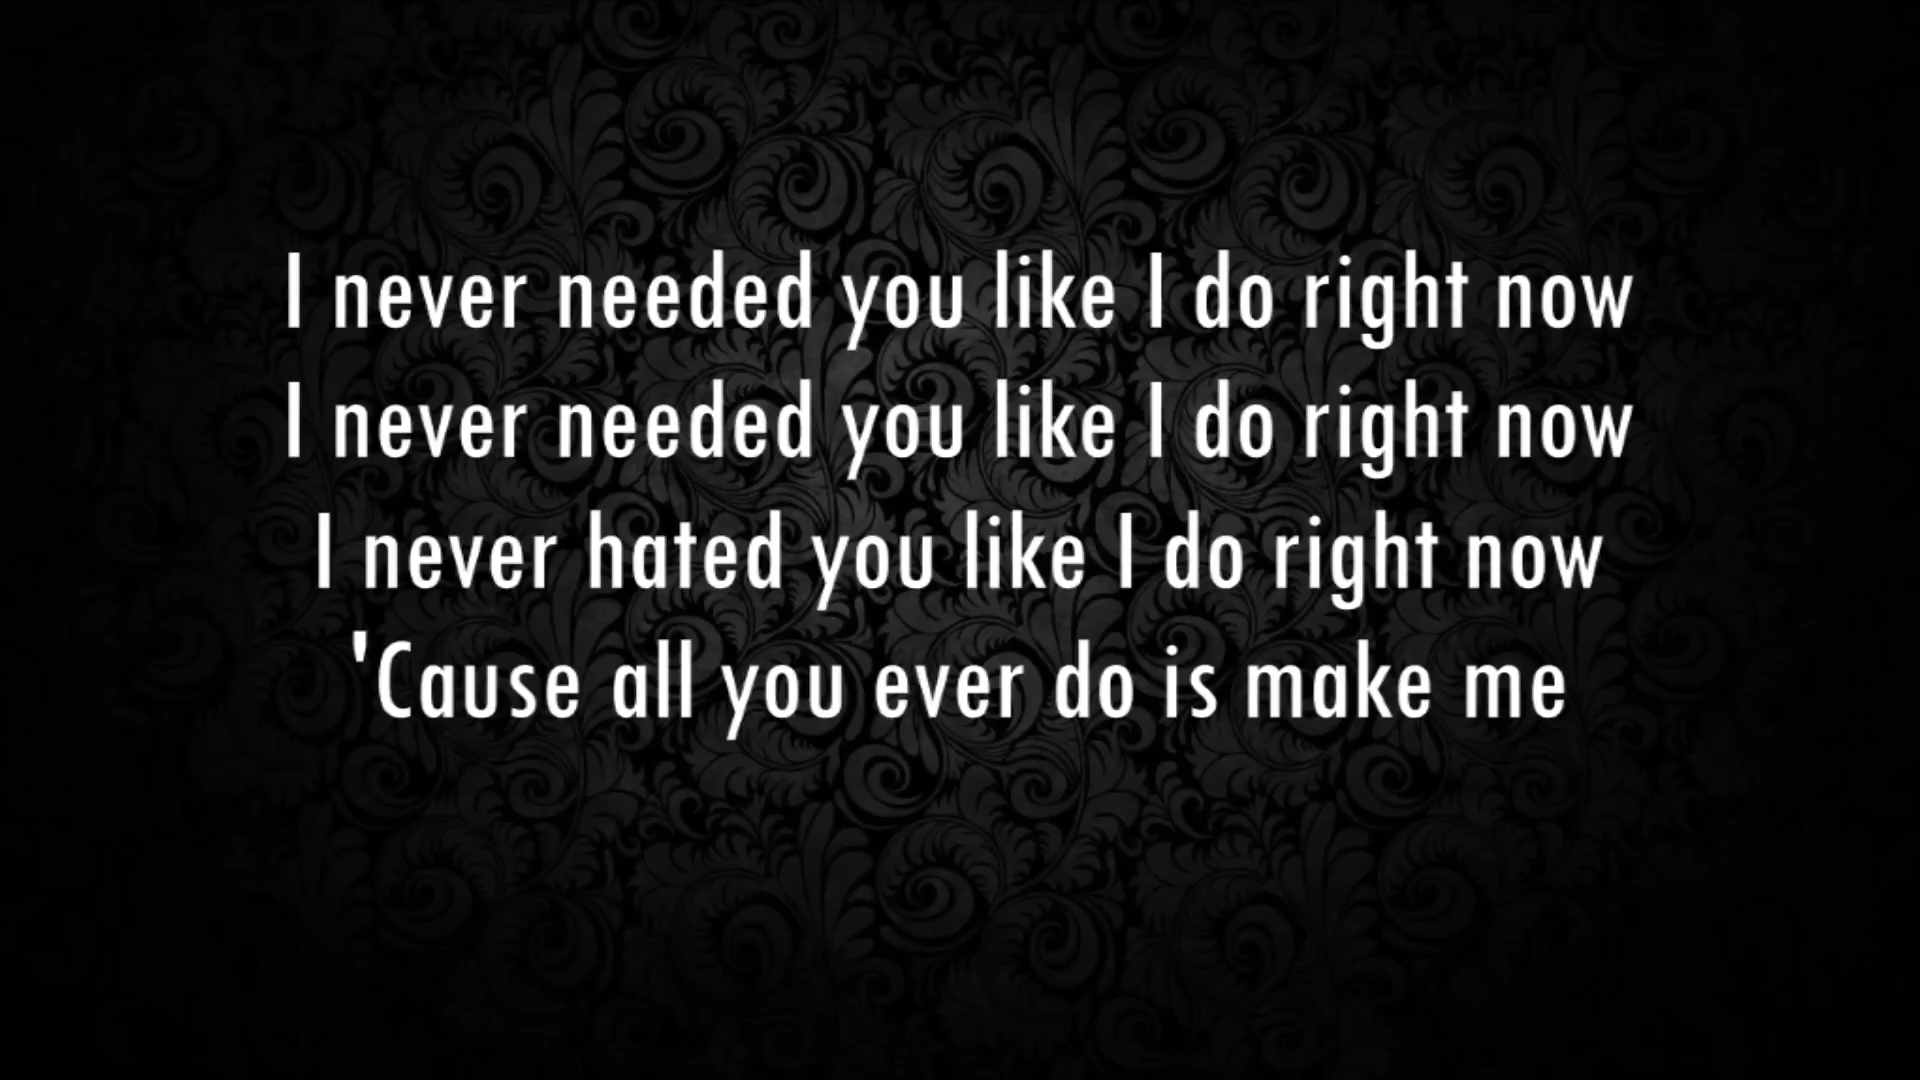 I never needed you like I do right now
I never needed you like I do right now
I never hated you like I do right now
'Cause all you ever do is make me